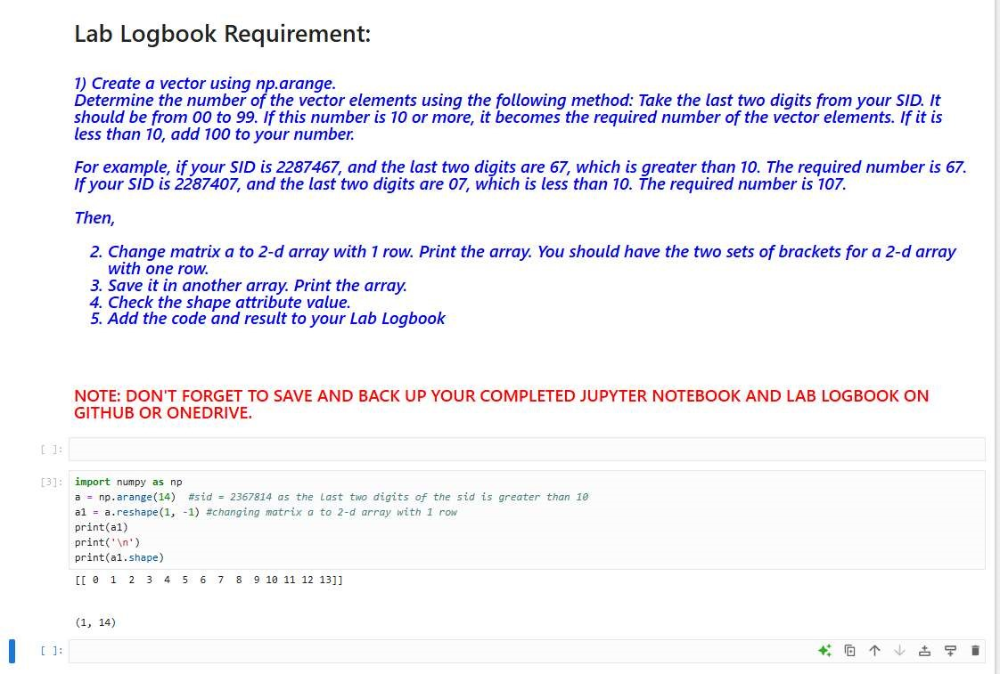 Lab Logbook Requirement:
1) Create a vector using np.arange.
Determine the number of the vector elements using the following method: Take the last two digits from your SID. It
should be from 00 to 99. If this number is 10 or more, it becomes the required number of the vector elements. If it is
less than 10, add 100 to your number.
For example, if your SID is 2287467, and the last two digits are 67, which is greater than 10. The required number is 67.
If your SID is 2287407, and the last two digits are 07, which is less than 10. The required number is 107.
Then,
2. Change matrix a to 2-d array with 1 row. Print the array. You should have the two sets of brackets for a 2-d array
with one row.
3. Save it in another array. Print the array.
4. Check the shape attribute value.
5. Add the code and result to your Lab Logbook
NOTE: DON'T FORGET TO SAVE AND BACK UP YOUR COMPLETED JUPYTER NOTEBOOK AND LAB LOGBOOK ON
GITHUB OR ONEDRIVE.
[ ]:
[3]: import numpy as np
a = np.arange(14)  #sid = 2367814 as the last two digits of the sid is greater than 10
a1 = a.reshape(1, -1) #changing matrix a to 2-d array with 1 row
print(a1)
print('\n')
print(a1.shape)
[[ 0  1  2  3  4  5  6  7  8  9 10 11 12 13]]
(1, 14)
[ ]: